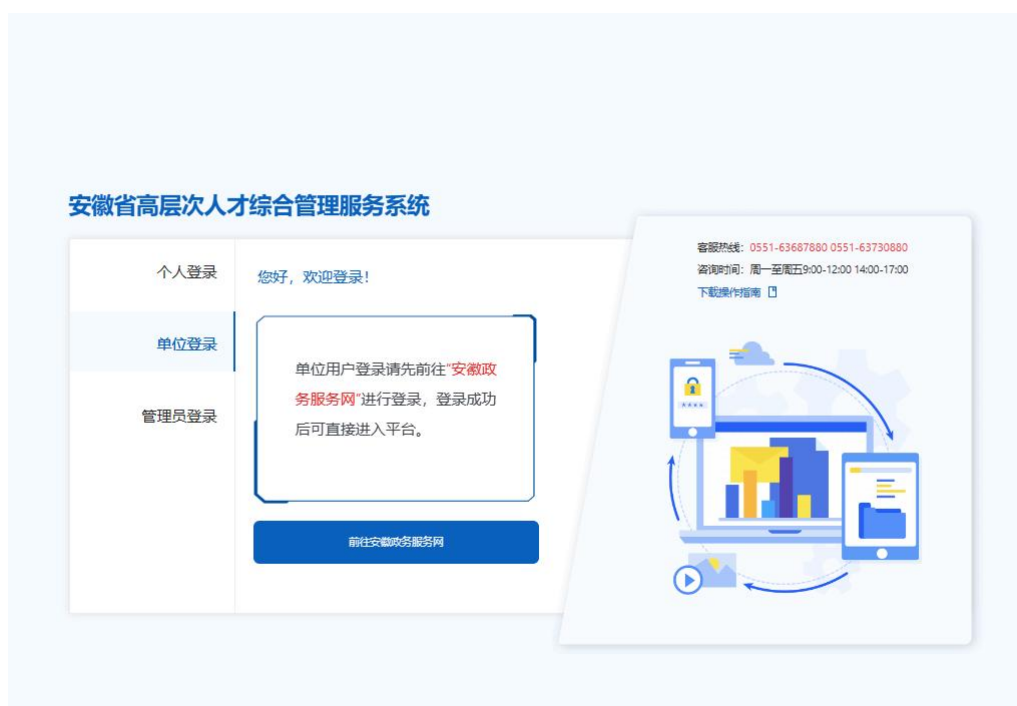 安徽省高层次人才综合管理服务系统
个人登录
单位登录
管理员登录
您好，欢迎登录！
单位用户登录请先前往"安徽政
务服务网"进行登录，登录成功
后可直接进入平台。
前往安徽政务服务网
客服热线：0551-63687880 0551-63730880
咨询时间：周一至周五9:00-12:00 14:00-17:00
下载操作指南